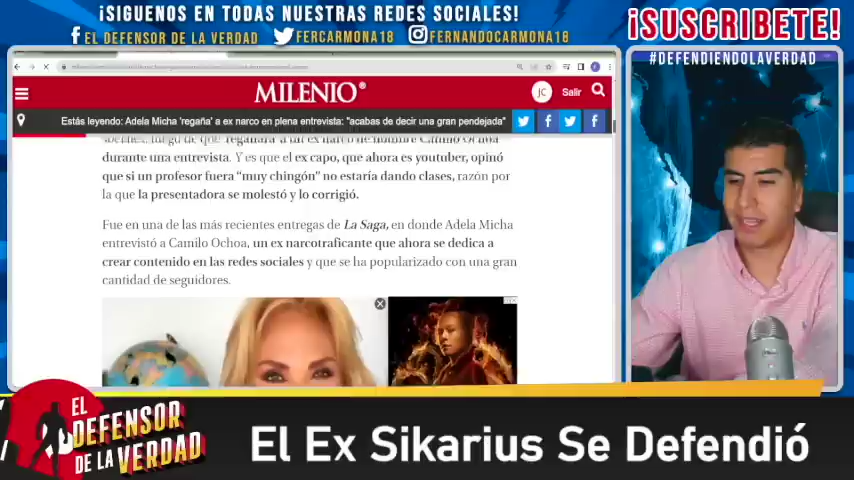 ¡SIGUENOS EN TODAS NUESTRAS REDES SOCIALES!
EL DEFENSOR DE LA VERDAD FERCARMONA18 FERNANDOCARMONA18
¡SUSCRIBETE!
#DEFENDIENDOLAVERDAD
MILENIO®
JC Salir
Estás leyendo: Adela Micha 'regaña' a ex narco en plena entrevista: "acabas de decir una gran pendejada"
durante una entrevista. Y es que el ex capo, que ahora es youtuber, opinó
que si un profesor fuera "muy chingón" no estaría dando clases, razón por
la que la presentadora se molestó y lo corrigió.
Fue en una de las más recientes entregas de La Saga, en donde Adela Micha
entrevistó a Camilo Ochoa, un ex narcotraficante que ahora se dedica a
crear contenido en las redes sociales y que se ha popularizado con una gran
cantidad de seguidores.
EL
DEFENSOR
DE LA VERDAD
El Ex Sikarius Se Defendió